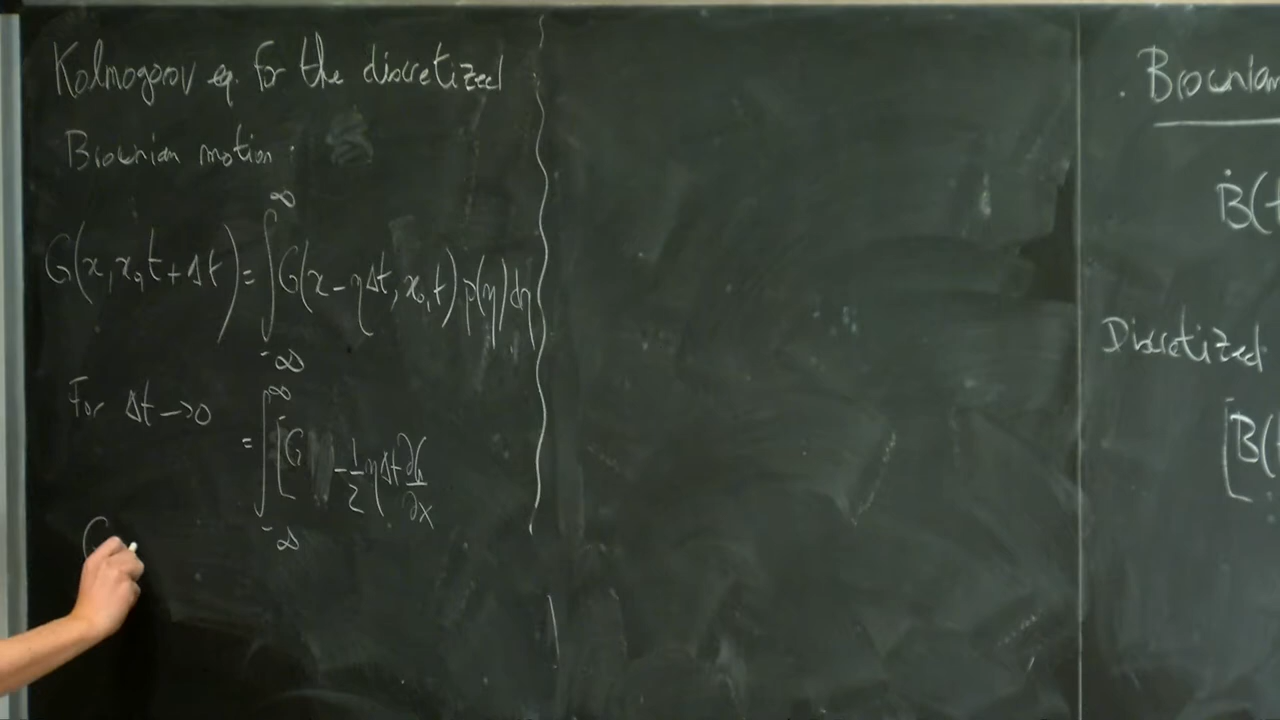 Kolmogorov eq. for the discretized
Brownian motion:
G(x, x₀, t + Δt) = ∫_{-∞}^{∞} G(x - ηΔt, x₀, t) p(η) dη
For Δt → 0 = ∫_{-∞}^{∞} [G - 1/2 ηΔt ∂G/∂x
G
. Brownian
Ḃ(t
Discretized
[B(